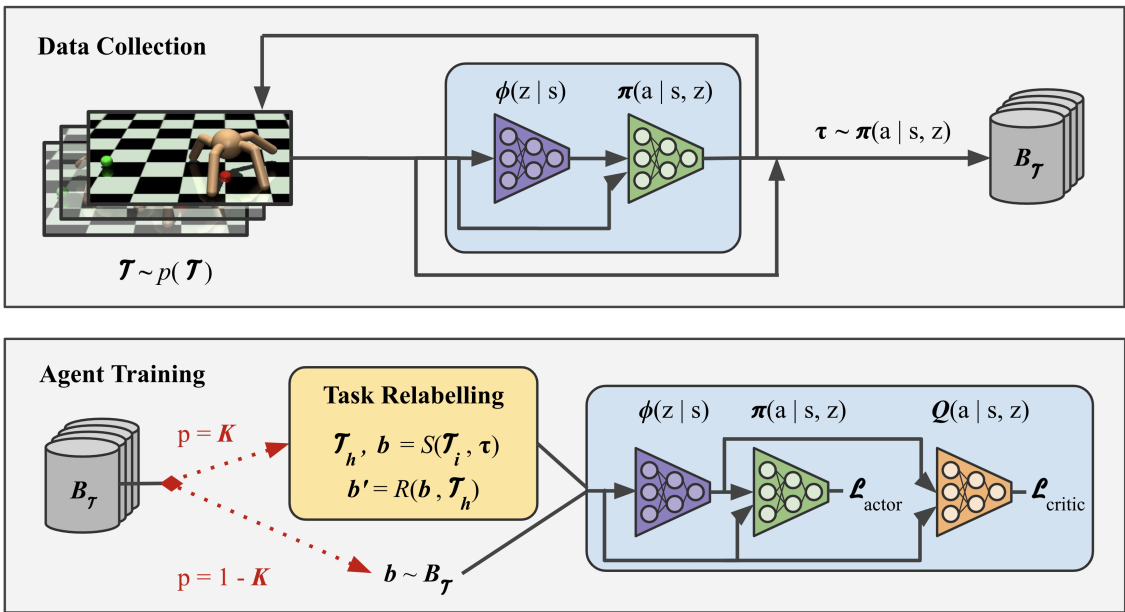 Data Collection
ϕ(z | s)
π(a | s, z)
τ ~ π(a | s, z)
B_𝒯
𝒯 ~ p( 𝒯 )
Agent Training
Task Relabelling
p = K
𝒯_h , b = S(𝒯_i , τ)
b' = R(b , 𝒯_h)
B_𝒯
p = 1 - K
b ~ B_𝒯
ϕ(z | s)
π(a | s, z)
Q(a | s, z)
ℒ_actor
ℒ_critic